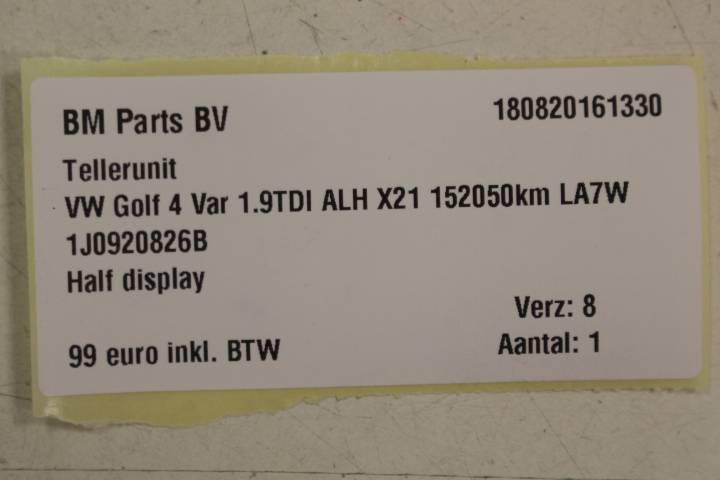 BM Parts BV 180820161330
Tellerunit
VW Golf 4 Var 1.9TDI ALH X21 152050km LA7W
1J0920826B
Half display
Verz: 8
99 euro inkl. BTW Aantal: 1